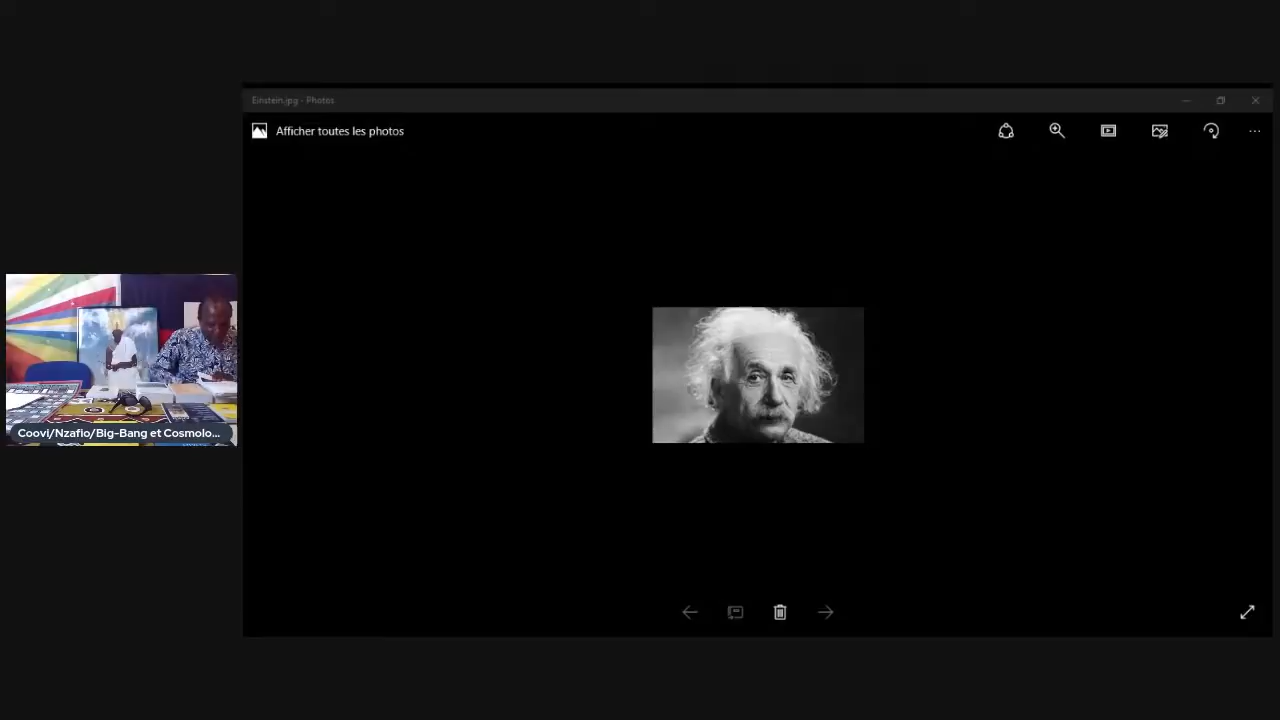 Einstein.jpg - Photos
Afficher toutes les photos
Coovi/Nzafio/Big-Bang et Cosmolo...